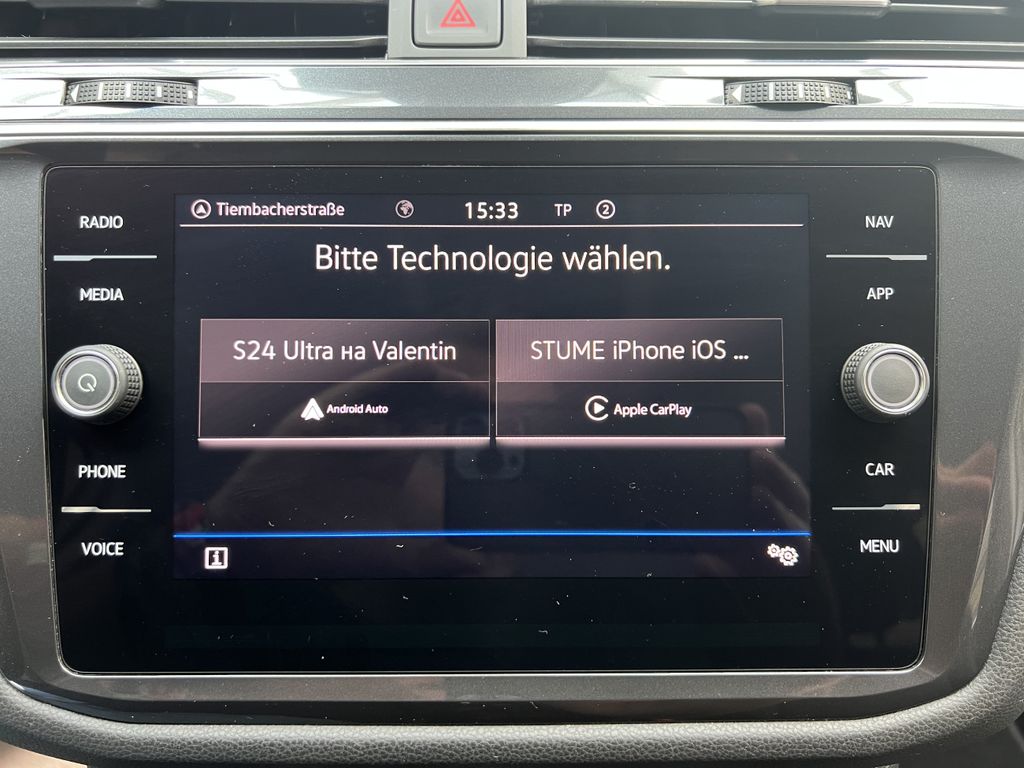 Tiembacherstraße 15:33 TP 2
Bitte Technologie wählen.
S24 Ultra на Valentin
Android Auto
STUME iPhone iOS ...
Apple CarPlay
RADIO
MEDIA
PHONE
VOICE
NAV
APP
CAR
MENU